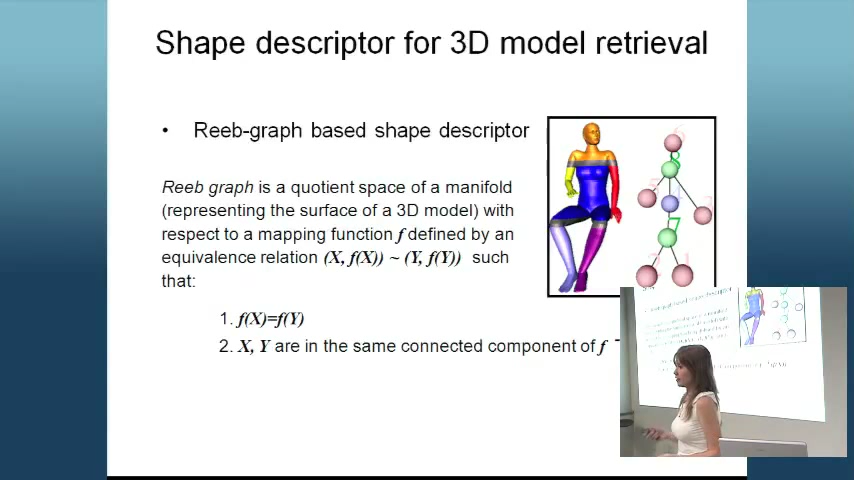 Shape descriptor for 3D model retrieval
• Reeb-graph based shape descriptor
Reeb graph is a quotient space of a manifold
(representing the surface of a 3D model) with
respect to a mapping function f defined by an
equivalence relation (X, f(X)) ~ (Y, f(Y)) such
that:
1. f(X)=f(Y)
2. X, Y are in the same connected component of f